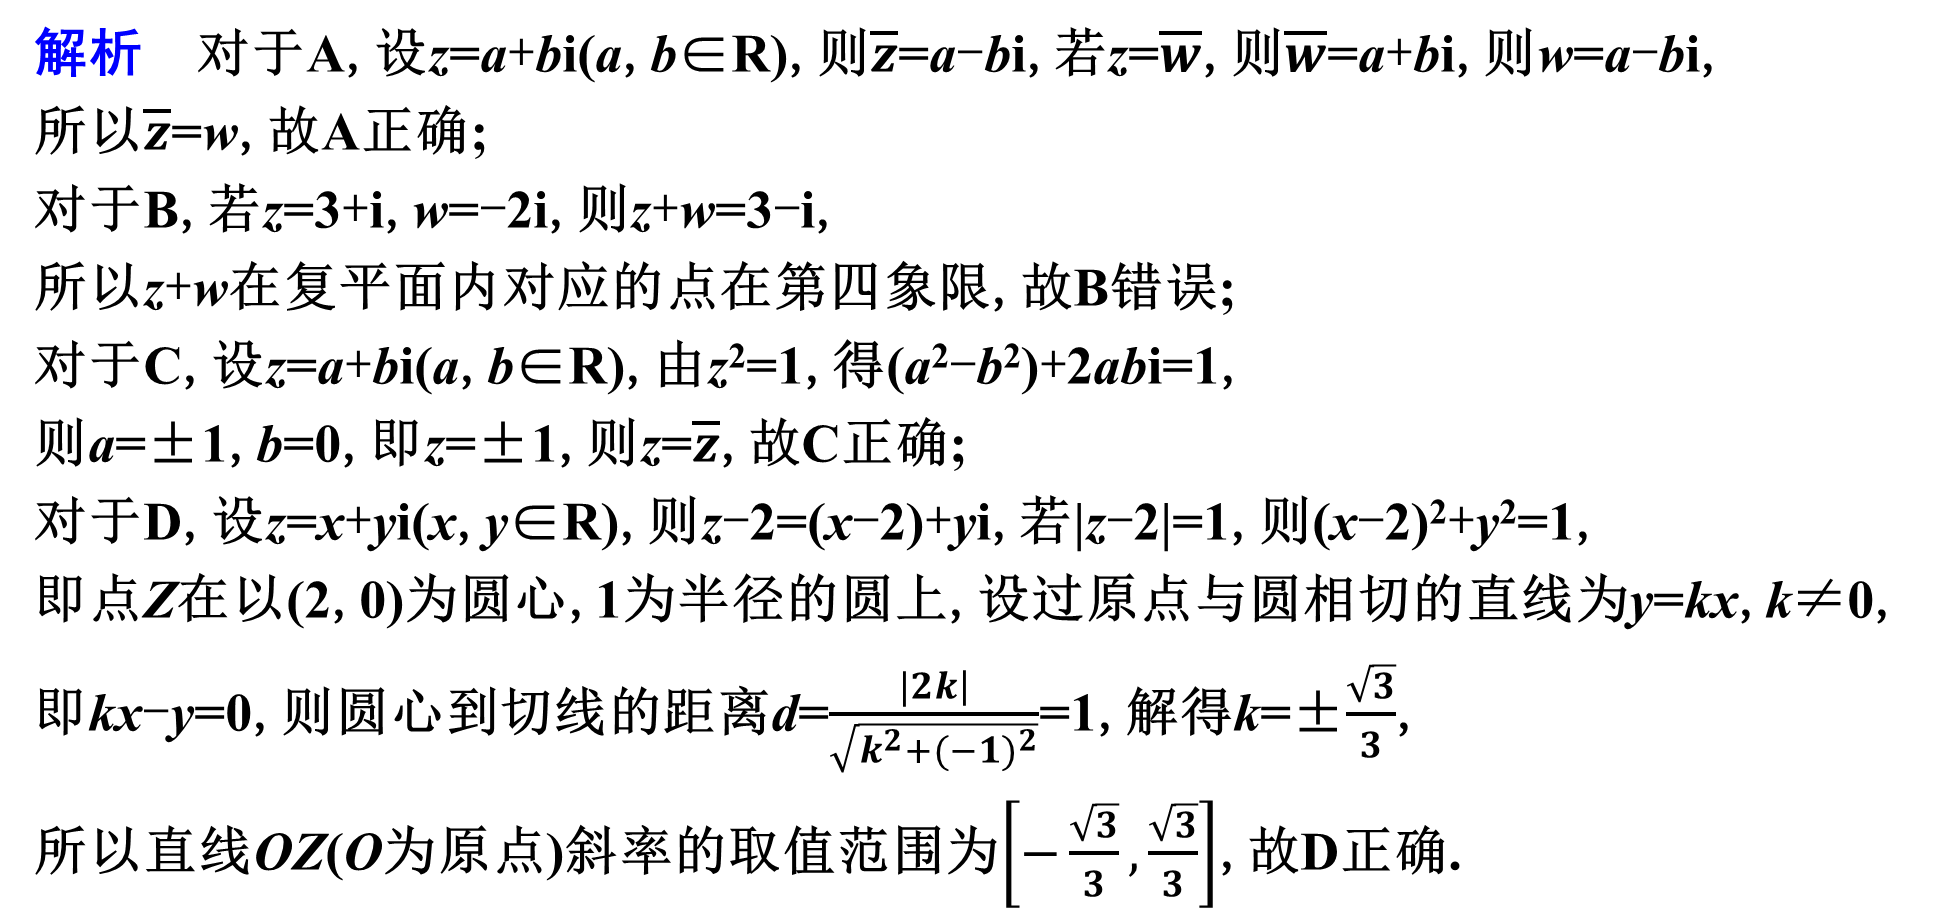 解析 对于A, 设z=a+bi(a, b∈R), 则z̅=a−bi, 若z=w̅, 则w̅=a+bi, 则w=a−bi,
所以z̅=w, 故A正确;
对于B, 若z=3+i, w=−2i, 则z+w=3−i,
所以z+w在复平面内对应的点在第四象限, 故B错误;
对于C, 设z=a+bi(a, b∈R), 由z²=1, 得(a²−b²)+2abi=1,
则a=±1, b=0, 即z=±1, 则z=z̅, 故C正确;
对于D, 设z=x+yi(x, y∈R), 则z−2=(x−2)+yi, 若|z−2|=1, 则(x−2)²+y²=1,
即点Z在以(2, 0)为圆心, 1为半径的圆上, 设过原点与圆相切的直线为y=kx, k≠0,
即kx−y=0, 则圆心到切线的距离d=|2k|/√(k²+(−1)²)=1, 解得k=±√3/3,
所以直线OZ(O为原点)斜率的取值范围为[−√3/3, √3/3], 故D正确.